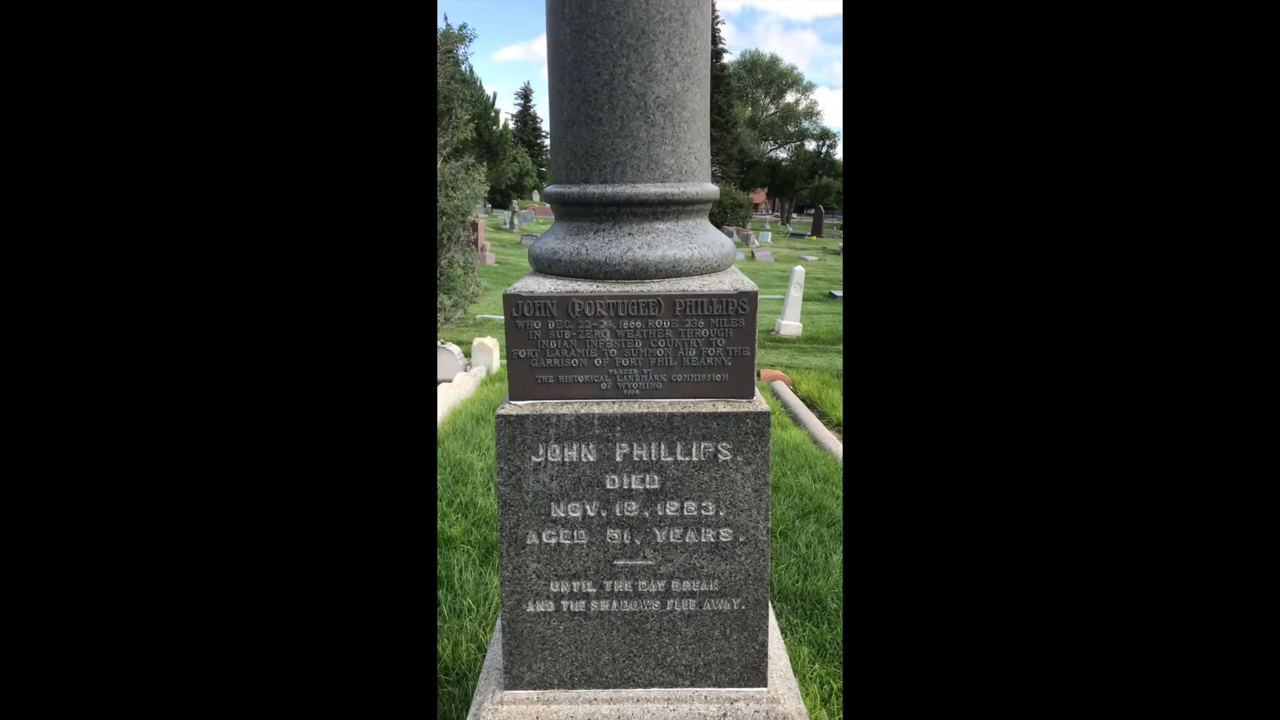 JOHN (PORTUGEE) PHILLIPS
WHO DEC. 22-24, 1866, RODE 236 MILES
IN SUB-ZERO WEATHER THROUGH
INDIAN INFESTED COUNTRY TO
FORT LARAMIE TO SUMMON AID FOR THE
GARRISON OF FORT PHIL KEARNY.
PLACED BY
THE HISTORICAL LANDMARK COMMISSION
OF WYOMING
JOHN PHILLIPS.
DIED
NOV. 18, 1883.
AGED 51, YEARS.
UNTIL THE DAY BREAK
AND THE SHADOWS FLEE AWAY.